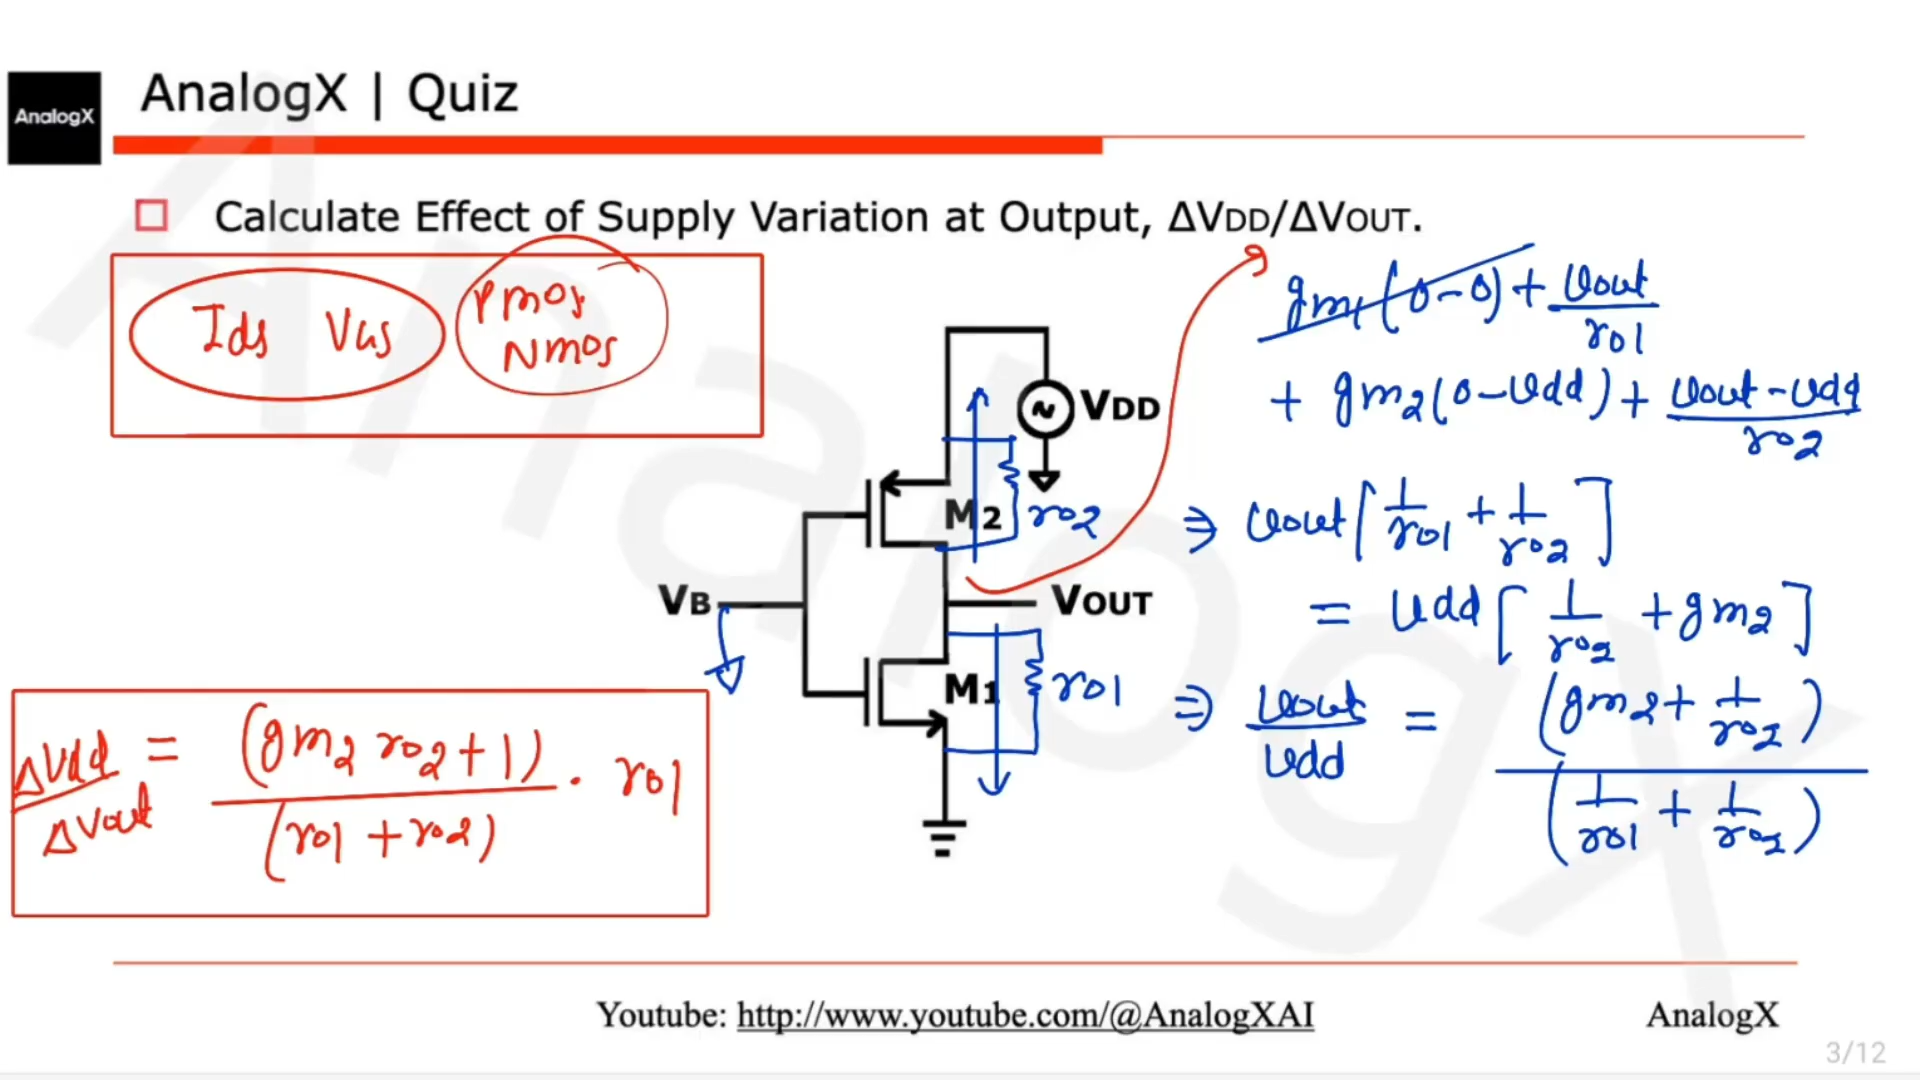 AnalogX
AnalogX | Quiz
Calculate Effect of Supply Variation at Output, ΔVDD/ΔVOUT.
Ids Vgs
PMOS
NMOS
gm1(0-0) + Vout/ro1
+ gm2(0-Vdd) + (Vout-Vdd)/ro2
⇒ Vout[1/ro1 + 1/ro2]
= Vdd[1/ro2 + gm2]
⇒ Vout/Vdd = (gm2 + 1/ro2)/(1/ro1 + 1/ro2)
VDD
M2 ro2
VB
VOUT
M1 ro1
ΔVdd/ΔVout = (gm2 ro2 + 1)/(ro1 + ro2) · ro1
Youtube: http://www.youtube.com/@AnalogXAI
AnalogX
3/12
AnalogX